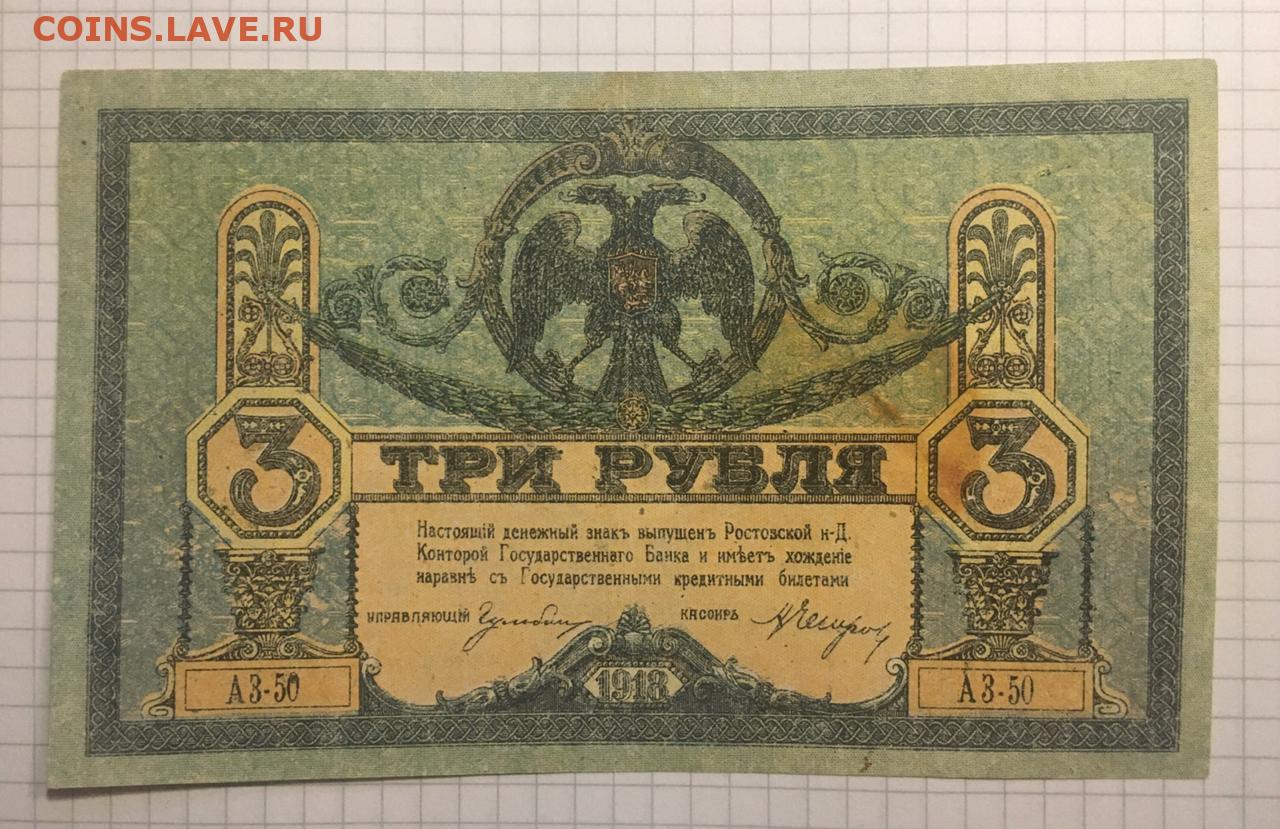 COINS.LAVE.RU
3 ТРИ РУБЛЯ 3
Настоящій денежный знакъ выпущенъ Ростовской н-Д.
Конторой Государственнаго Банка и имѣетъ хожденіе
наравнѣ съ Государственными кредитными билетами
УПРАВЛЯЮЩІЙ КАССИРЪ
АЗ-50 1918 АЗ-50